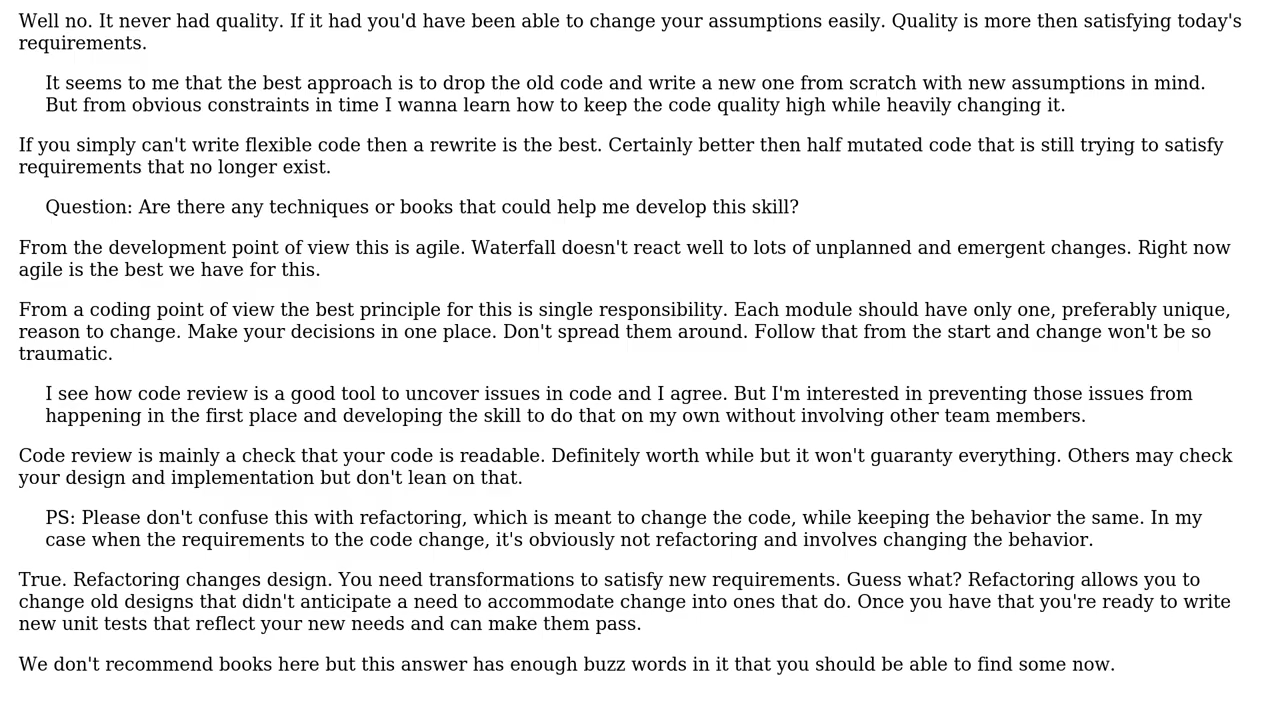 Well no. It never had quality. If it had you'd have been able to change your assumptions easily. Quality is more then satisfying today's
requirements.
It seems to me that the best approach is to drop the old code and write a new one from scratch with new assumptions in mind.
But from obvious constraints in time I wanna learn how to keep the code quality high while heavily changing it.
If you simply can't write flexible code then a rewrite is the best. Certainly better then half mutated code that is still trying to satisfy
requirements that no longer exist.
Question: Are there any techniques or books that could help me develop this skill?
From the development point of view this is agile. Waterfall doesn't react well to lots of unplanned and emergent changes. Right now
agile is the best we have for this.
From a coding point of view the best principle for this is single responsibility. Each module should have only one, preferably unique,
reason to change. Make your decisions in one place. Don't spread them around. Follow that from the start and change won't be so
traumatic.
I see how code review is a good tool to uncover issues in code and I agree. But I'm interested in preventing those issues from
happening in the first place and developing the skill to do that on my own without involving other team members.
Code review is mainly a check that your code is readable. Definitely worth while but it won't guaranty everything. Others may check
your design and implementation but don't lean on that.
PS: Please don't confuse this with refactoring, which is meant to change the code, while keeping the behavior the same. In my
case when the requirements to the code change, it's obviously not refactoring and involves changing the behavior.
True. Refactoring changes design. You need transformations to satisfy new requirements. Guess what? Refactoring allows you to
change old designs that didn't anticipate a need to accommodate change into ones that do. Once you have that you're ready to write
new unit tests that reflect your new needs and can make them pass.
We don't recommend books here but this answer has enough buzz words in it that you should be able to find some now.